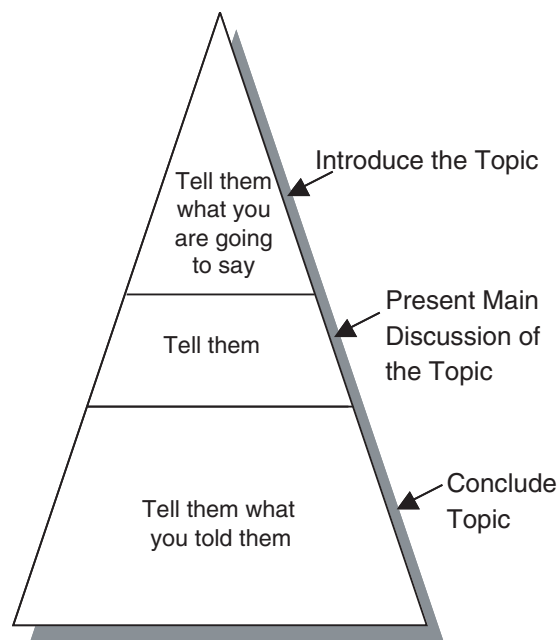 Introduce the Topic
Tell them
what you
are going
to say
Present Main
Discussion of
the Topic
Tell them
Conclude
Topic
Tell them what
you told them